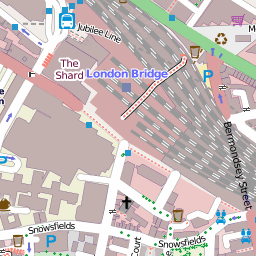 Jubilee Line
The
Shard
London Bridge
Bermondsey Street
P
P
P
Snowsfields
Snowsfields
Court